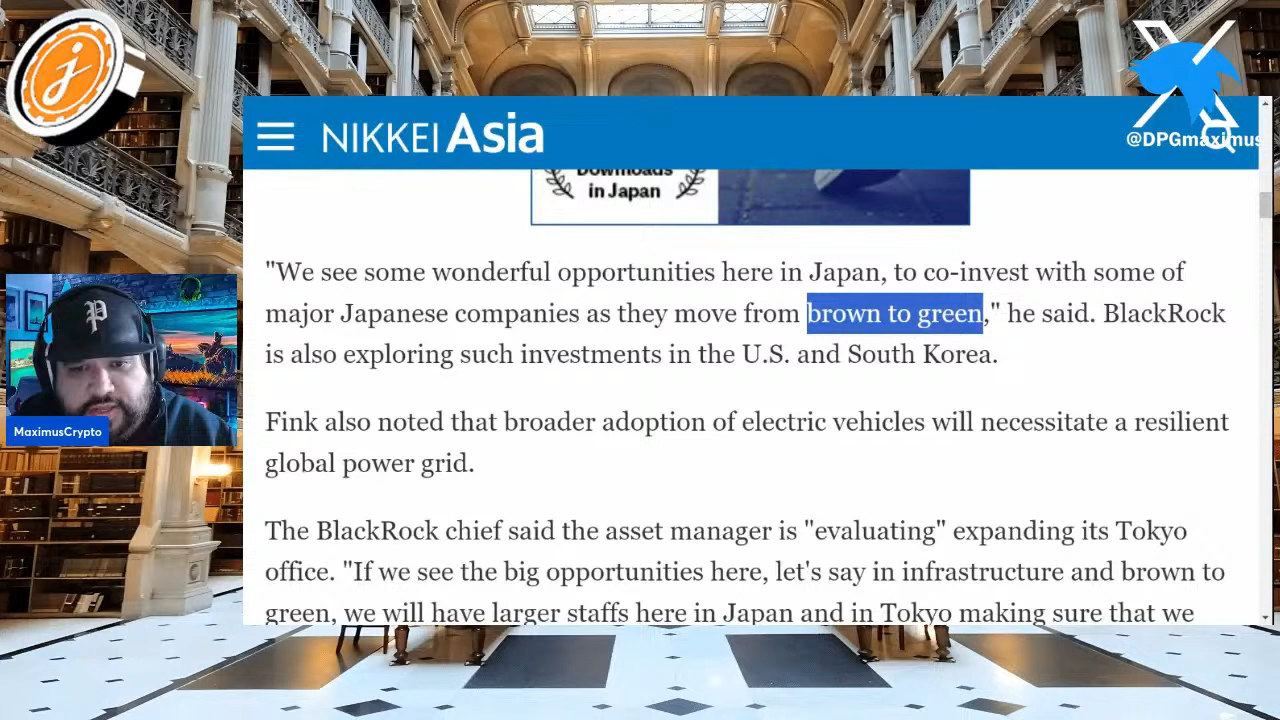 @DPGmaximus
NIKKEI Asia
Downloads
in Japan
"We see some wonderful opportunities here in Japan, to co-invest with some of
major Japanese companies as they move from brown to green," he said. BlackRock
is also exploring such investments in the U.S. and South Korea.
Fink also noted that broader adoption of electric vehicles will necessitate a resilient
global power grid.
The BlackRock chief said the asset manager is "evaluating" expanding its Tokyo
office. "If we see the big opportunities here, let's say in infrastructure and brown to
green, we will have larger staffs here in Japan and in Tokyo making sure that we
MaximusCrypto